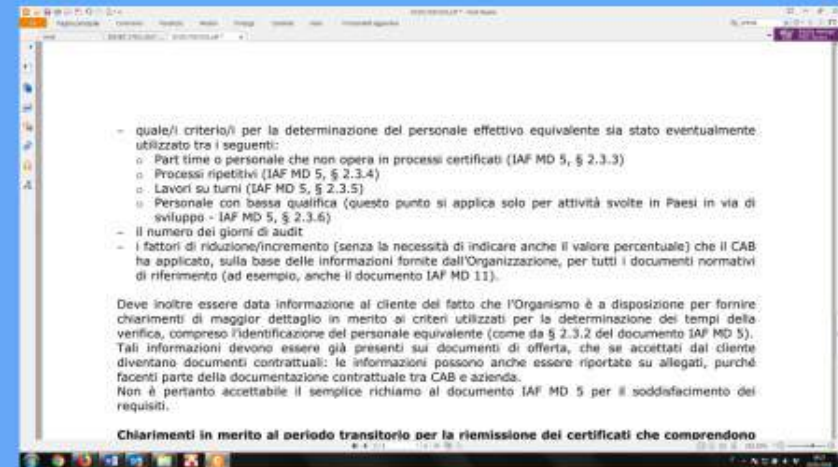 - quale/i criterio/i per la determinazione del personale effettivo equivalente sia stato eventualmente
utilizzato tra i seguenti:
o Part time o personale che non opera in processi certificati (IAF MD 5, § 2.3.3)
o Processi ripetitivi (IAF MD 5, § 2.3.4)
o Lavori su turni (IAF MD 5, § 2.3.5)
o Personale con bassa qualifica (questo punto si applica solo per attività svolte in Paesi in via di
sviluppo - IAF MD 5, § 2.3.6)
- il numero dei giorni di audit
- i fattori di riduzione/incremento (senza la necessità di indicare anche il valore percentuale) che il CAB
ha applicato, sulla base delle informazioni fornite dall'Organizzazione, per tutti i documenti normativi
di riferimento (ad esempio, anche il documento IAF MD 11).
Deve inoltre essere data informazione al cliente del fatto che l'Organismo è a disposizione per fornire
chiarimenti di maggior dettaglio in merito ai criteri utilizzati per la determinazione dei tempi della
verifica, compreso l'identificazione del personale equivalente (come da § 2.3.2 del documento IAF MD 5).
Tali informazioni devono essere già presenti sui documenti di offerta, che se accettati dal cliente
diventano documenti contrattuali: le informazioni possono anche essere riportate su allegati, purché
facenti parte della documentazione contrattuale tra CAB e azienda.
Non è pertanto accettabile il semplice richiamo al documento IAF MD 5 per il soddisfacimento dei
requisiti.
Chiarimenti in merito al periodo transitorio per la riemissione dei certificati che comprendono